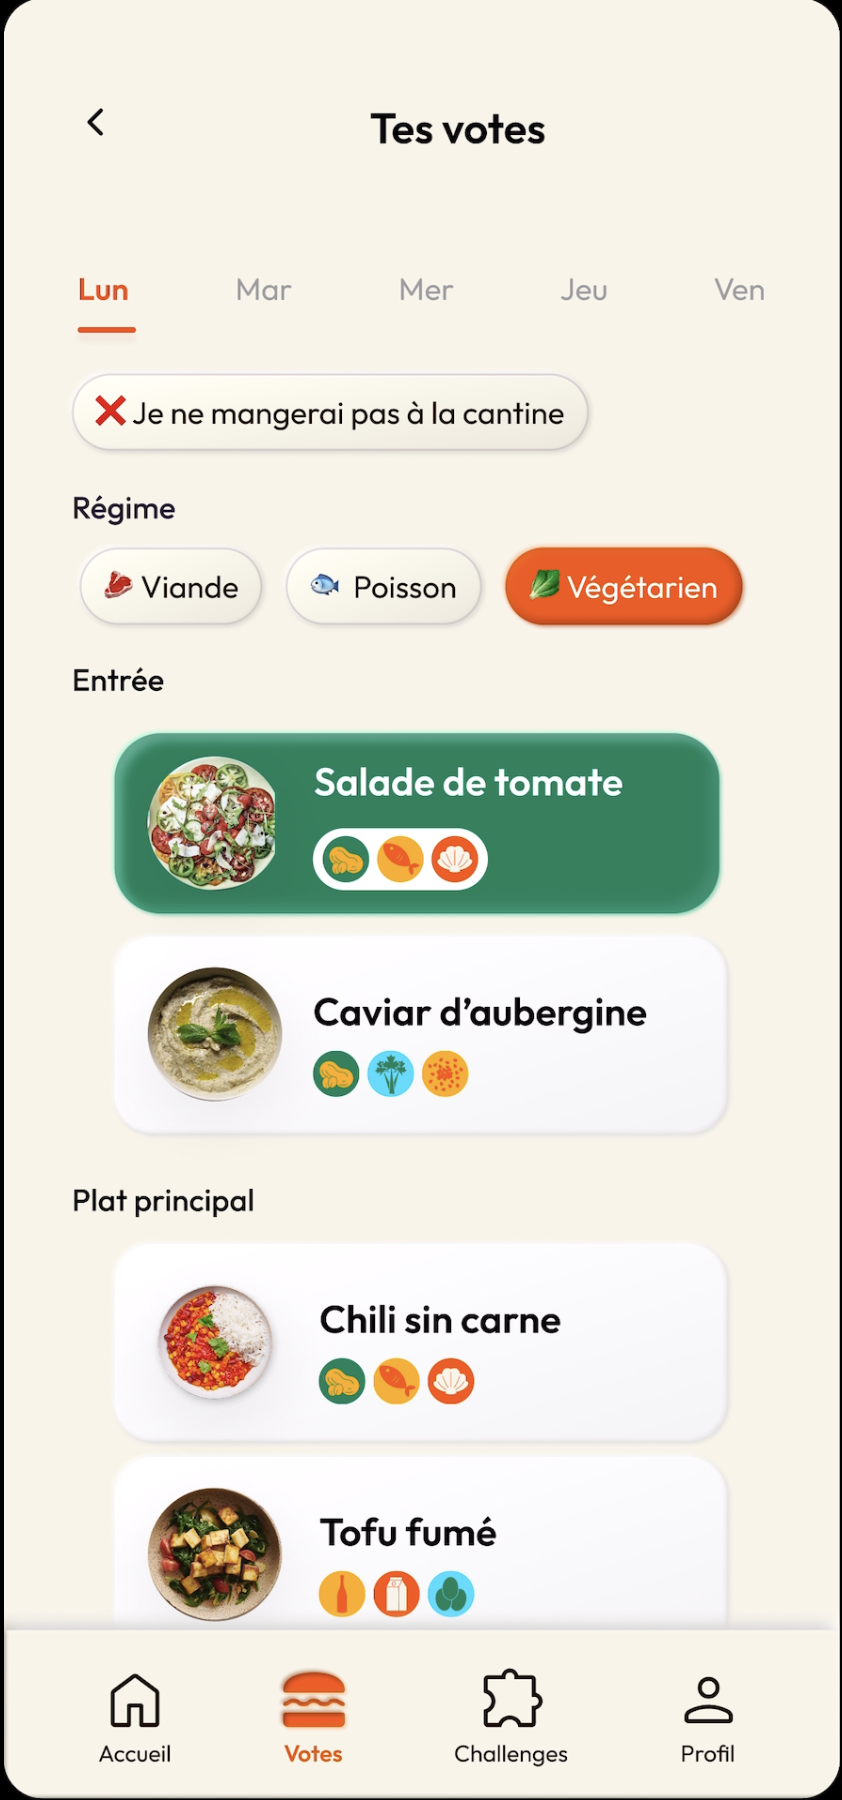 Tes votes
Lun Mar Mer Jeu Ven
Je ne mangerai pas à la cantine
Régime
Viande Poisson Végétarien
Entrée
Salade de tomate
Caviar d’aubergine
Plat principal
Chili sin carne
Tofu fumé
Accueil Votes Challenges Profil